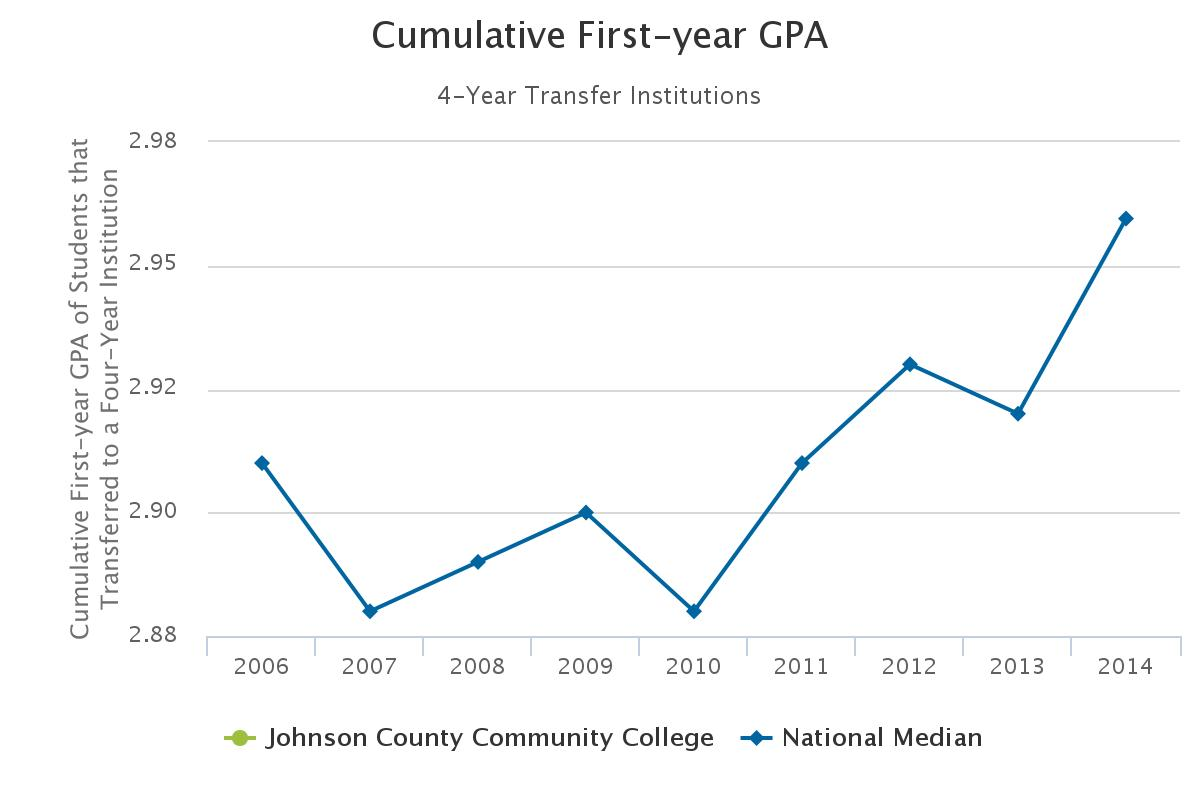 Cumulative First-year GPA
4-Year Transfer Institutions
Cumulative First-year GPA of Students that
Transferred to a Four-Year Institution
2.98
2.95
2.92
2.90
2.88
2006 2007 2008 2009 2010 2011 2012 2013 2014
Johnson County Community College National Median